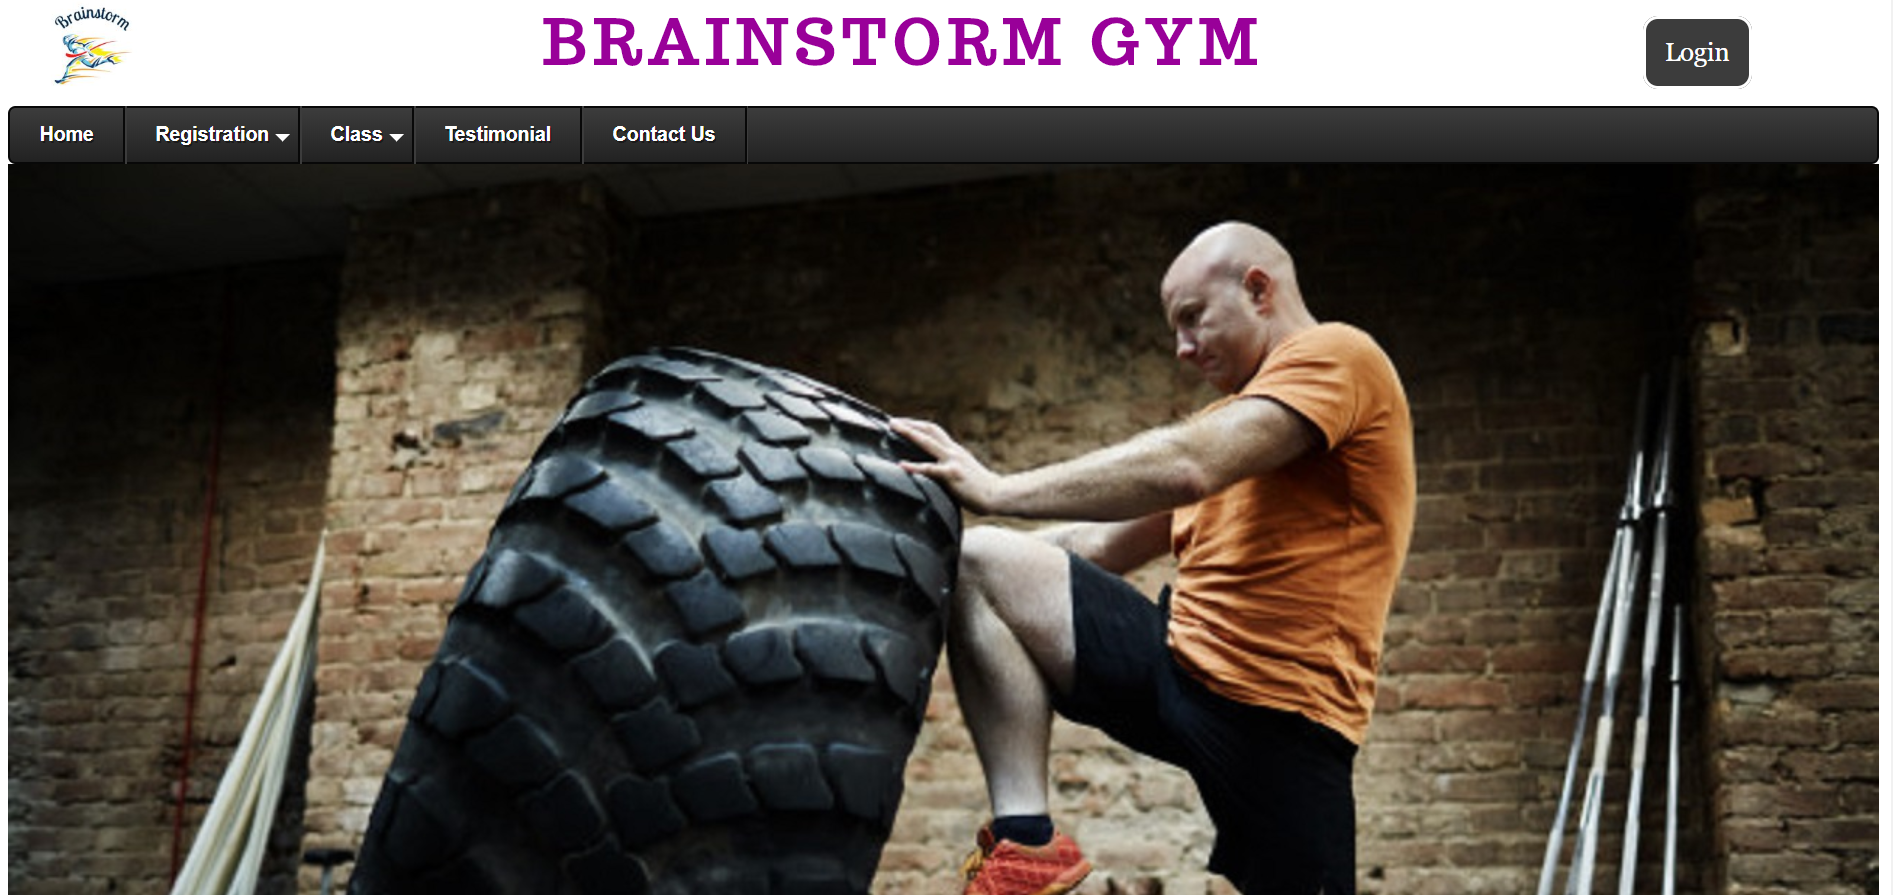 Brainstorm
BRAINSTORM GYM
Login
Home
Registration
Class
Testimonial
Contact Us